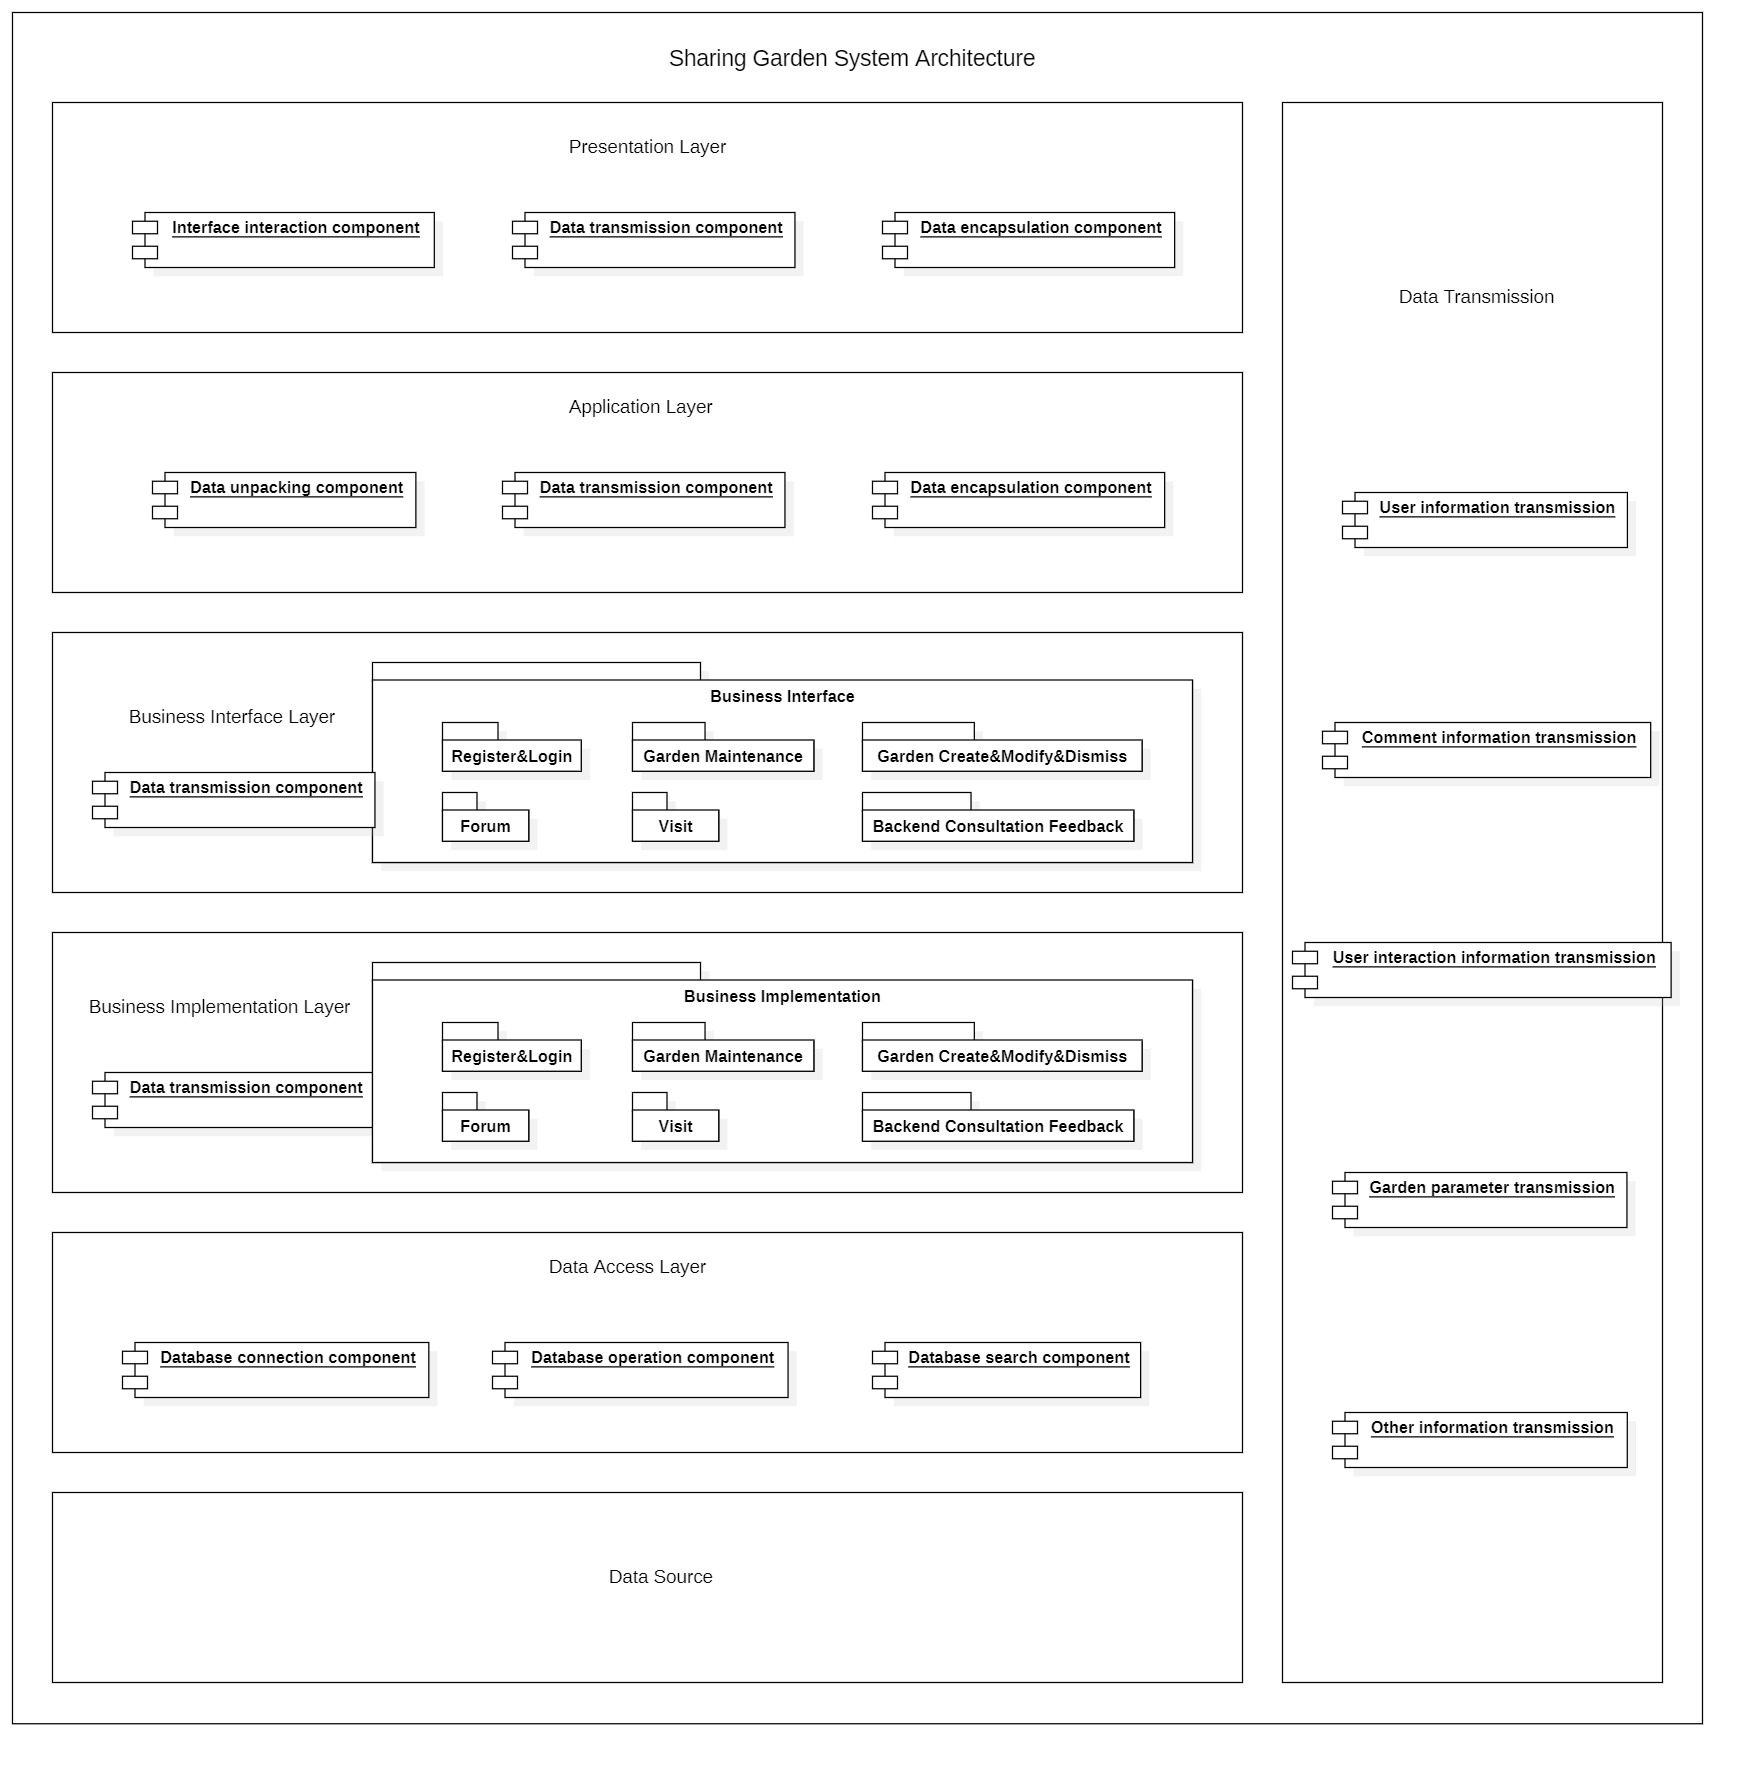 Sharing Garden System Architecture
Presentation Layer
Interface interaction component
Data transmission component
Data encapsulation component
Application Layer
Data unpacking component
Data transmission component
Data encapsulation component
Business Interface Layer
Data transmission component
Business Interface
Register&Login
Garden Maintenance
Garden Create&Modify&Dismiss
Forum
Visit
Backend Consultation Feedback
Business Implementation Layer
Data transmission component
Business Implementation
Register&Login
Garden Maintenance
Garden Create&Modify&Dismiss
Forum
Visit
Backend Consultation Feedback
Data Access Layer
Database connection component
Database operation component
Database search component
Data Source
Data Transmission
User information transmission
Comment information transmission
User interaction information transmission
Garden parameter transmission
Other information transmission